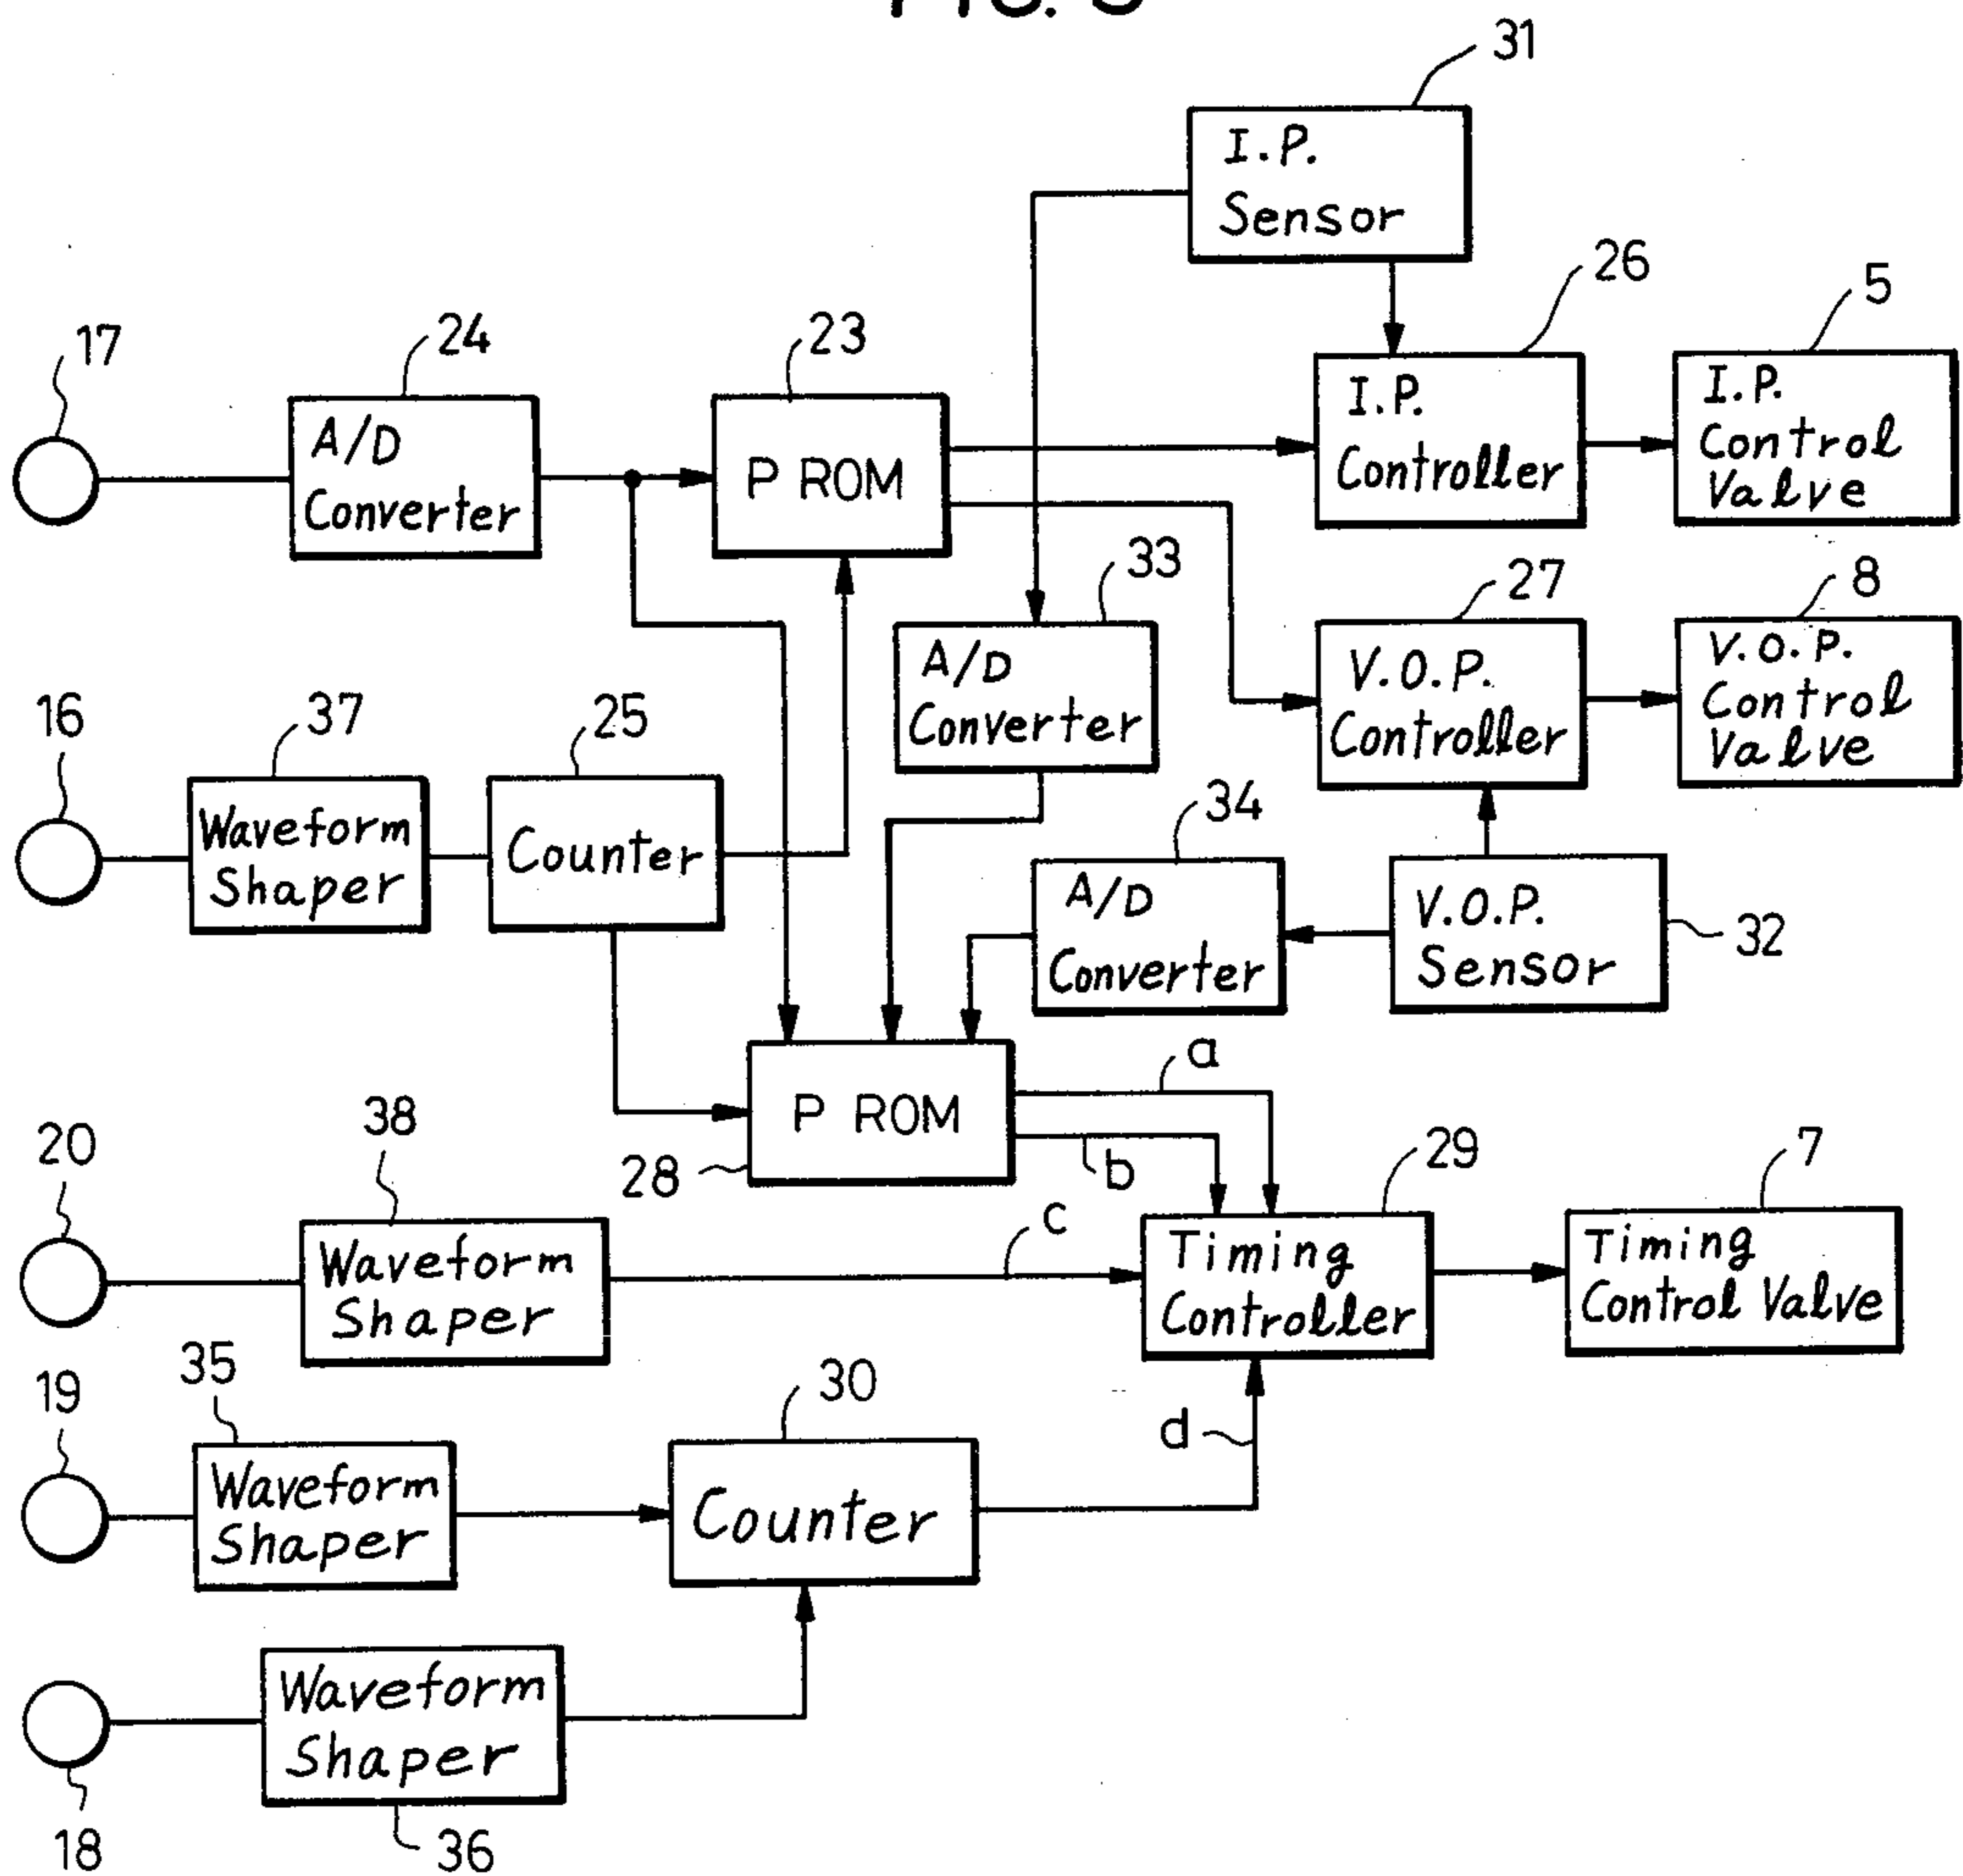 31
I.P.
Sensor
26
5
17
24
23
A/D
Converter
P ROM
I.P.
Controller
I.P.
Control
Valve
33
27
8
A/D
Converter
V.O.P.
Controller
V.O.P.
Control
Valve
16
37
25
Waveform
Shaper
Counter
34
A/D
Converter
V.O.P.
Sensor
32
a
P ROM
28
b
20
38
29
7
c
Waveform
Shaper
Timing
Controller
Timing
Control Valve
19
35
30
d
Waveform
Shaper
Counter
Waveform
Shaper
18
36